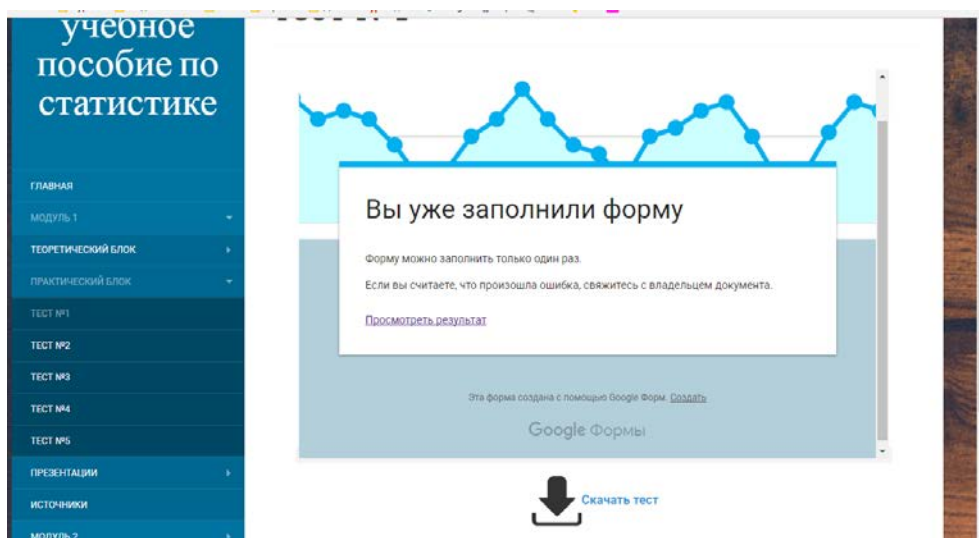 учебное
пособие по
статистике
ГЛАВНАЯ
МОДУЛЬ 1
ТЕОРЕТИЧЕСКИЙ БЛОК
ПРАКТИЧЕСКИЙ БЛОК
ТЕСТ №1
ТЕСТ №2
ТЕСТ №3
ТЕСТ №4
ТЕСТ №5
ПРЕЗЕНТАЦИИ
ИСТОЧНИКИ
МОДУЛЬ 2
Вы уже заполнили форму
Форму можно заполнить только один раз.
Если вы считаете, что произошла ошибка, свяжитесь с владельцем документа.
Просмотреть результат
Эта форма создана с помощью Google Форм. Создать
Google Формы
Скачать тест